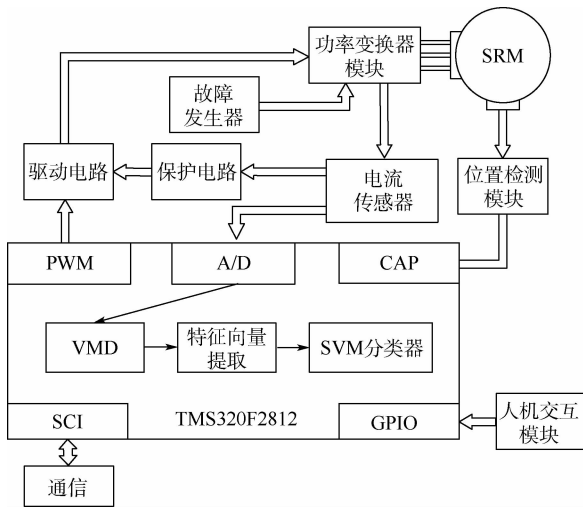 功率变换器
模块
SRM
故障
发生器
驱动电路
保护电路
电流
传感器
位置检测
模块
PWM
A/D
CAP
VMD
特征向量
提取
SVM分类器
SCI
TMS320F2812
GPIO
人机交互
模块
通信